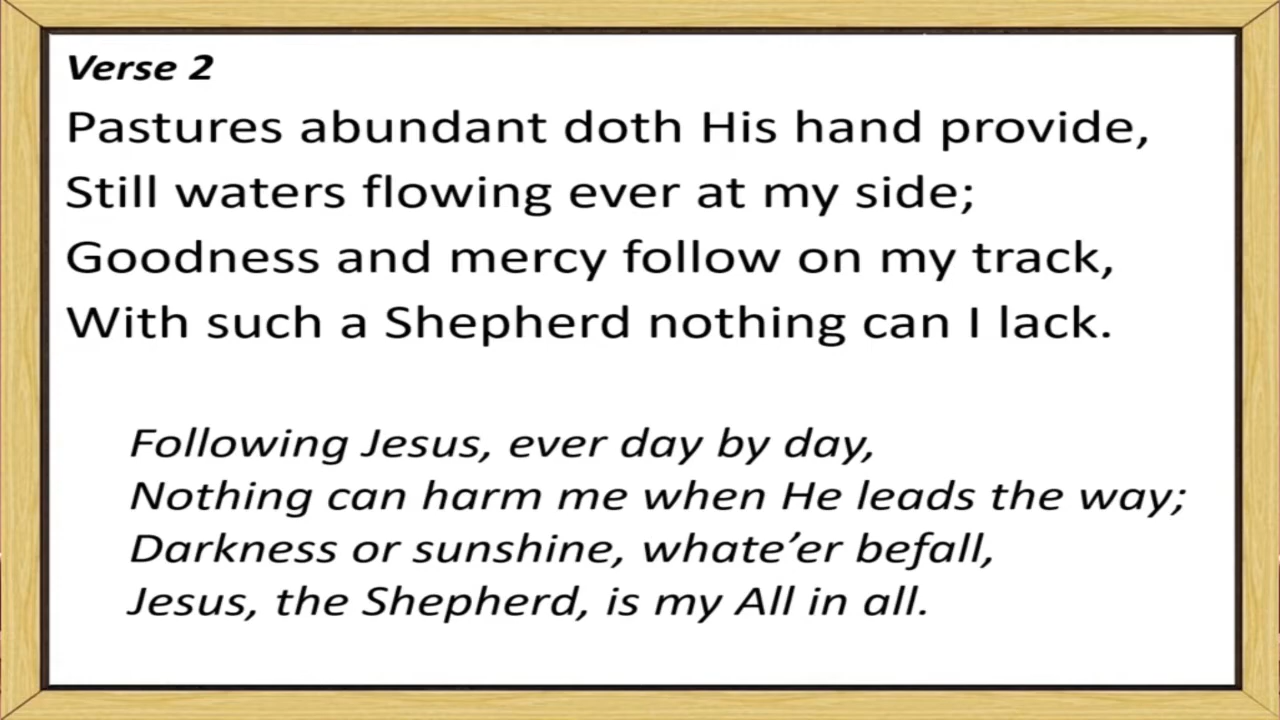 Verse 2
Pastures abundant doth His hand provide,
Still waters flowing ever at my side;
Goodness and mercy follow on my track,
With such a Shepherd nothing can I lack.
Following Jesus, ever day by day,
Nothing can harm me when He leads the way;
Darkness or sunshine, whate’er befall,
Jesus, the Shepherd, is my All in all.